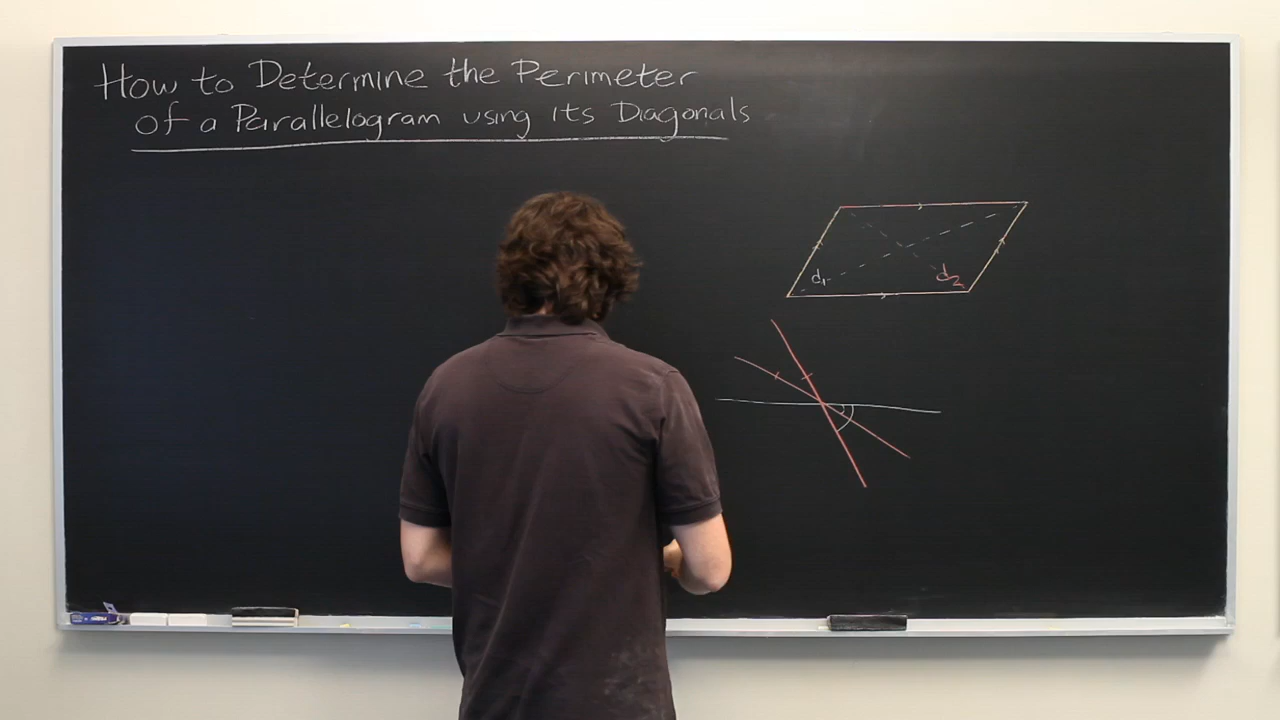 How to Determine the Perimeter
of a Parallelogram using its Diagonals
d₁
d₂